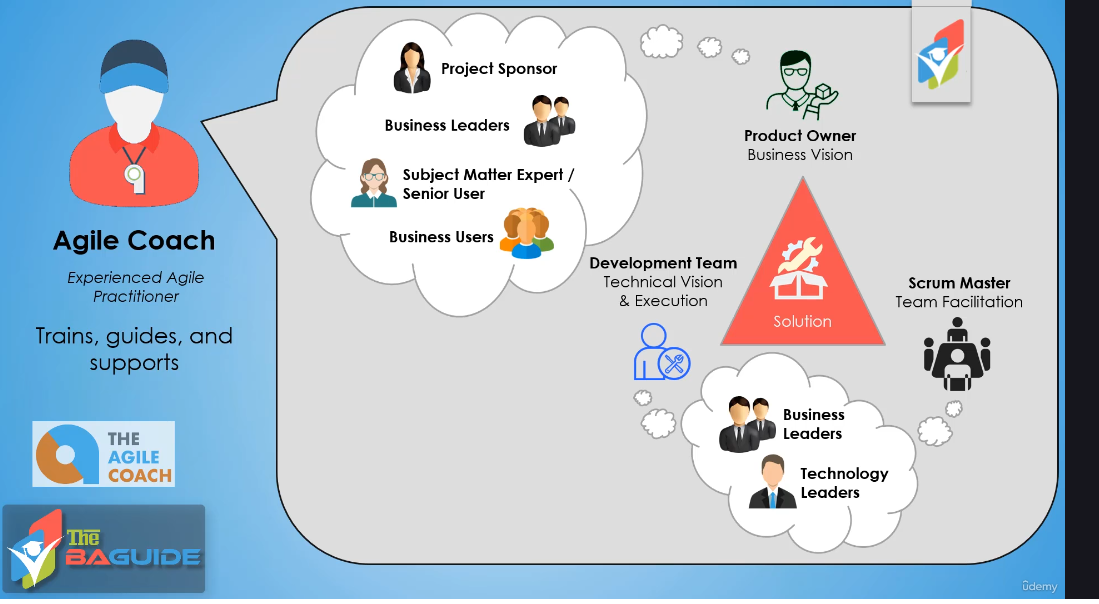 Agile Coach
Experienced Agile
Practitioner
Trains, guides, and
supports
THE
AGILE
COACH
The
BAGUIDE
Project Sponsor
Business Leaders
Subject Matter Expert /
Senior User
Business Users
Product Owner
Business Vision
Development Team
Technical Vision
& Execution
Solution
Scrum Master
Team Facilitation
Business
Leaders
Technology
Leaders
ûdemy